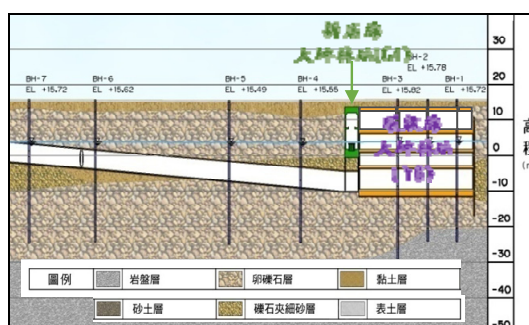 新店線
大坪林站(G1)
BH-2
EL +15.78
BH-7
EL +15.72
BH-6
EL +15.62
BH-5
EL +15.49
BH-4
EL +15.55
BH-3
EL +15.82
BH-1
EL +15.72
30
20
10
0
-10
-20
-30
-40
-50
高
程
大坪林站
圖例
岩盤層
卵礫石層
黏土層
砂土層
礫石夾細砂層
表土層